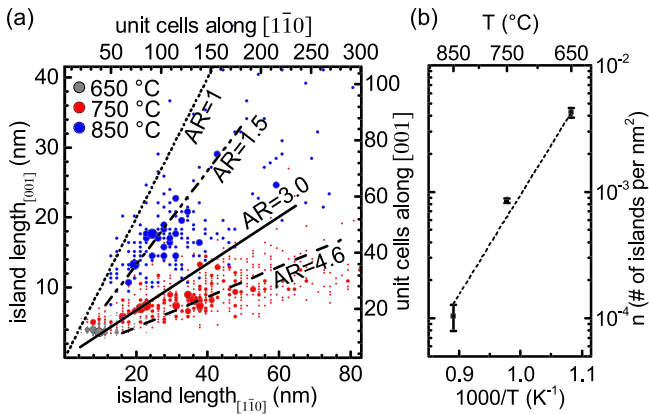 (a)
unit cells along [11̄0]
50 100 150 200 250 300
650 °C
750 °C
850 °C
AR=1
AR=1.5
AR=3.0
AR=4.6
40
30
20
10
island length[001] (nm)
100
80
60
40
20
unit cells along [001]
0 20 40 60 80
island length[11̄0] (nm)
(b)
T (°C)
850 750 650
10⁻²
10⁻³
10⁻⁴
n (# of islands per nm²)
0.9 1.0 1.1
1000/T (K⁻¹)